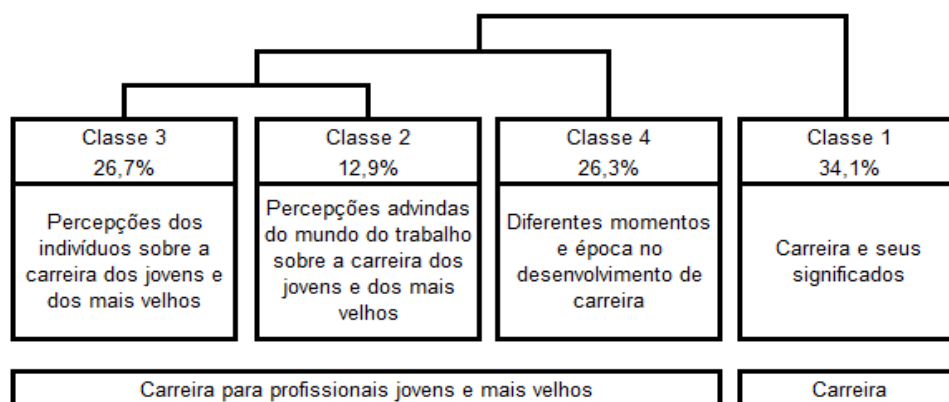 Classe 3
26,7%
Percepções dos
indivíduos sobre a
carreira dos jovens e
dos mais velhos
Classe 2
12,9%
Percepções advindas
do mundo do trabalho
sobre a carreira dos
jovens e dos mais
velhos
Classe 4
26,3%
Diferentes momentos
e época no
desenvolvimento de
carreira
Classe 1
34,1%
Carreira e seus
significados
Carreira para profissionais jovens e mais velhos
Carreira